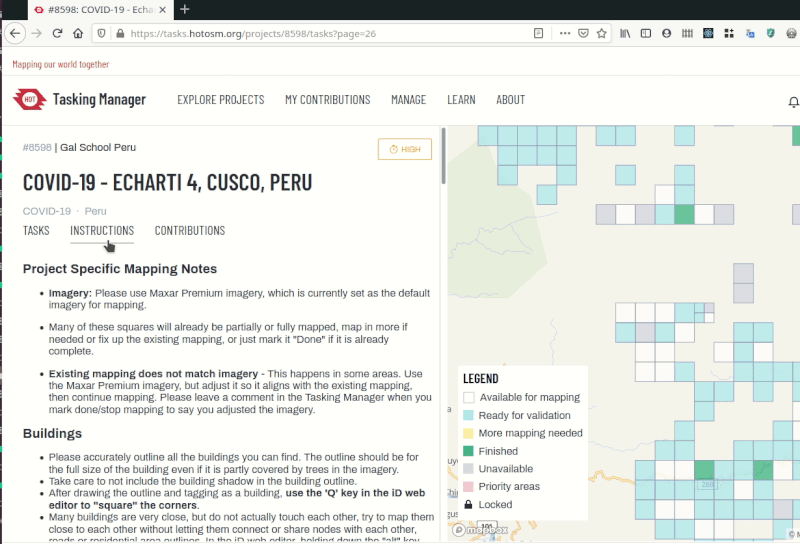 #8598: COVID-19 - Echa
https://tasks.hotosm.org/projects/8598/tasks?page=26
Mapping our world together
HOT
Tasking Manager
EXPLORE PROJECTS
MY CONTRIBUTIONS
MANAGE
LEARN
ABOUT
#8598 | Gal School Peru
HIGH
COVID-19 - ECHARTI 4, CUSCO, PERU
COVID-19 · Peru
TASKS
INSTRUCTIONS
CONTRIBUTIONS
Project Specific Mapping Notes
• Imagery: Please use Maxar Premium imagery, which is currently set as the default
imagery for mapping.
• Many of these squares will already be partially or fully mapped, map in more if
needed or fix up the existing mapping, or just mark it "Done" if it is already
complete.
• Existing mapping does not match imagery - This happens in some areas. Use
the Maxar Premium imagery, but adjust it so it aligns with the existing mapping,
then continue mapping. Please leave a comment in the Tasking Manager when you
mark done/stop mapping to say you adjusted the imagery.
Buildings
• Please accurately outline all the buildings you can find. The outline should be for
the full size of the building even if it is partly covered by trees in the imagery.
• Take care to not include the building shadow in the building outline.
• After drawing the outline and tagging as a building, use the 'Q' key in the iD web
editor to "square" the corners.
• Many buildings are very close, but do not actually touch each other, try to map them
close to each other without letting them connect or share nodes with each other,
roads or residential area outlines. In the iD web editor, holding down the "alt" key
LEGEND
Available for mapping
Ready for validation
More mapping needed
Finished
Unavailable
Priority areas
Locked
mapbox
103
28B
© M